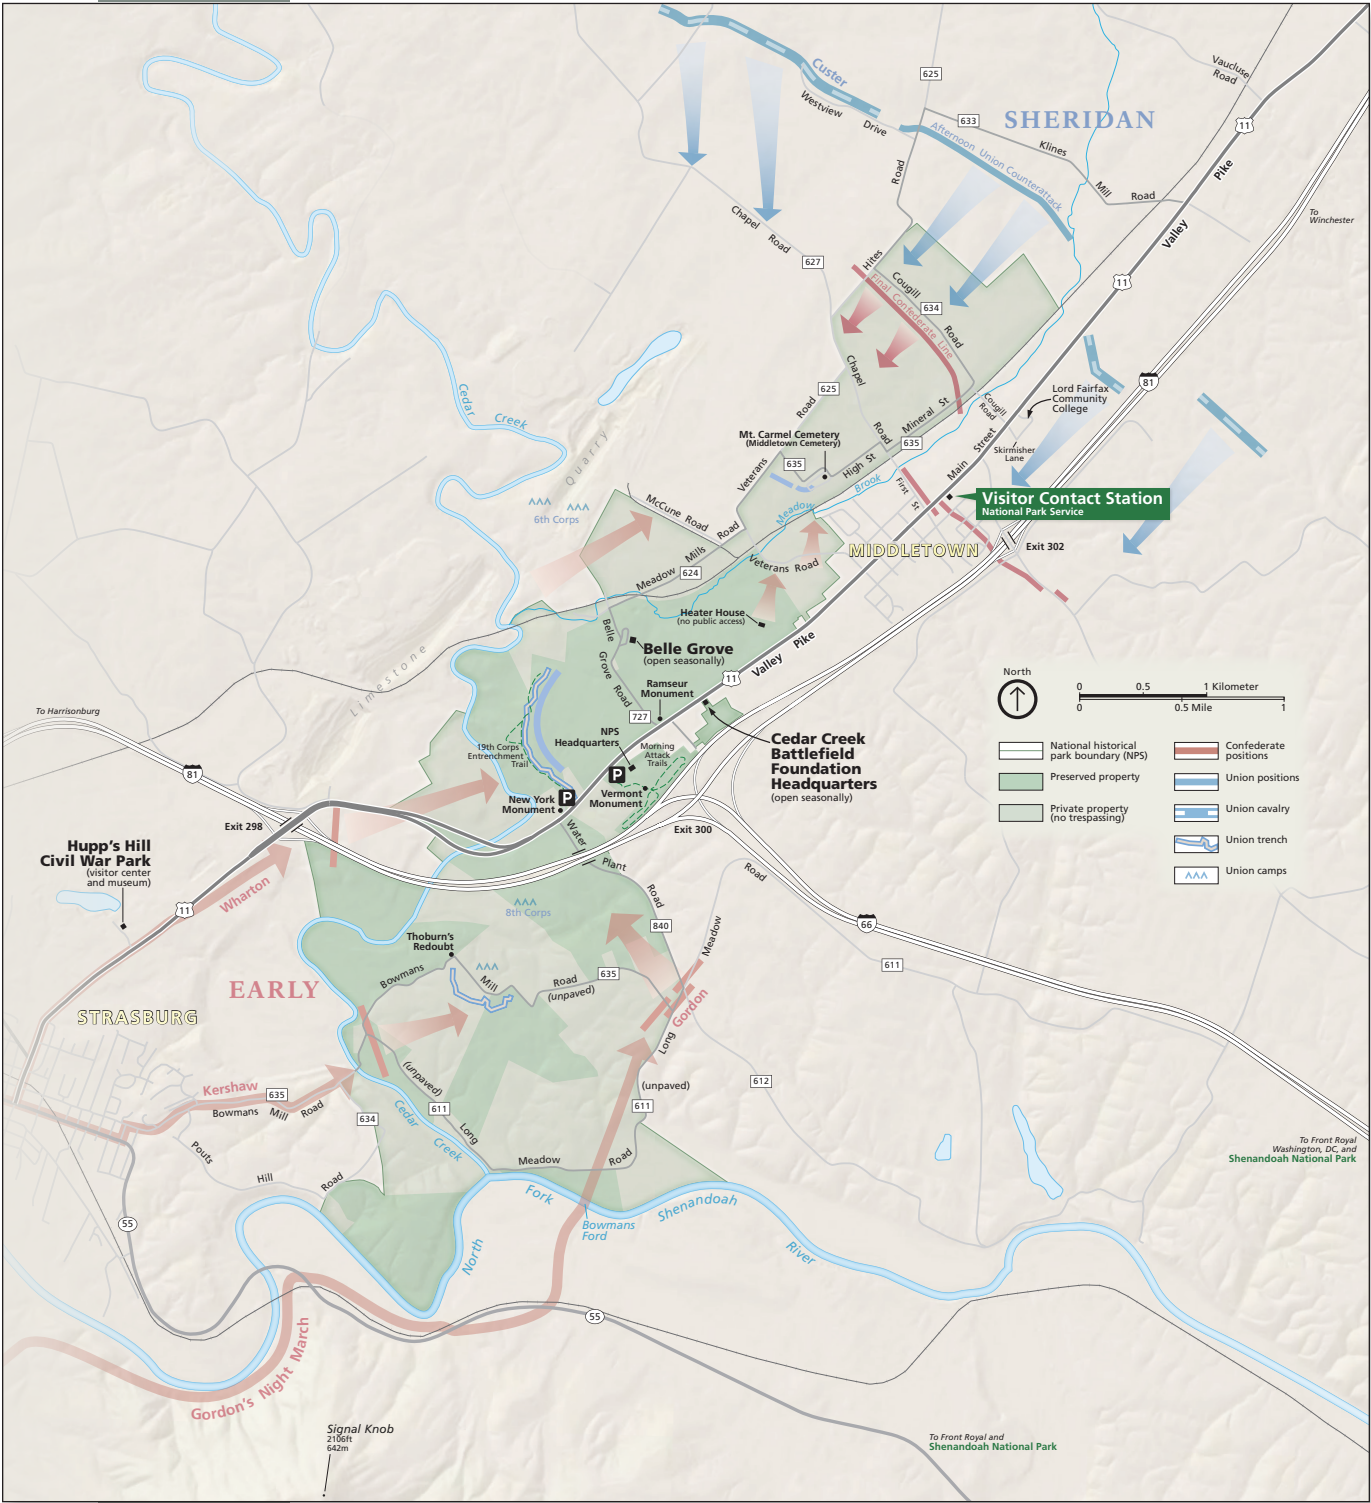 Custer
Westview
Drive
625
633
SHERIDAN
Afternoon Union Counterattack
Klines
Mill
Road
Vaucluse
Road
11
Pike
Valley
11
To
Winchester
Road
Chapel
Road
627
Hites
Cougill
634
Road
Final Confederate Line
Chapel
Road
625
Road
Veterans
81
Lord Fairfax
Community
College
Cougill
Road
Mineral St
635
Skirmisher
Lane
Main Street
Mt. Carmel Cemetery
(Middletown Cemetery)
635
High St
Brook
Meadow
First St
Visitor Contact Station
National Park Service
MIDDLETOWN
Exit 302
Cedar
Creek
Quarry
6th Corps
McCune Road
Meadow Mills Road
624
Veterans Road
Heater House
(no public access)
Belle
Grove
Road
Belle Grove
(open seasonally)
Valley Pike
11
Ramseur
Monument
727
NPS
Headquarters
Morning
Attack
Trails
Limestone
19th Corps
Entrenchment
Trail
P
P
New York
Monument
Vermont
Monument
Cedar Creek
Battlefield
Foundation
Headquarters
(open seasonally)
North
0 0.5 1 Kilometer
0 0.5 Mile 1
National historical
park boundary (NPS)
Preserved property
Private property
(no trespassing)
Confederate
positions
Union positions
Union cavalry
Union trench
Union camps
To Harrisonburg
81
Exit 298
Exit 300
Water
Plant
Road
840
Hupp's Hill
Civil War Park
(visitor center
and museum)
11
Wharton
8th Corps
Thoburn's
Redoubt
Bowmans
Mill
Road
(unpaved)
635
Road
Meadow
Long
Gordon
66
611
EARLY
STRASBURG
Kershaw
635
Bowmans Mill Road
634
(unpaved)
611
Long
Meadow
Road
611
(unpaved)
612
Cedar
Creek
Pouts
Hill
Road
55
North
Fork
Shenandoah
River
Bowmans
Ford
To Front Royal
Washington, DC, and
Shenandoah National Park
55
Gordon's Night March
Signal Knob
2106ft
642m
To Front Royal and
Shenandoah National Park